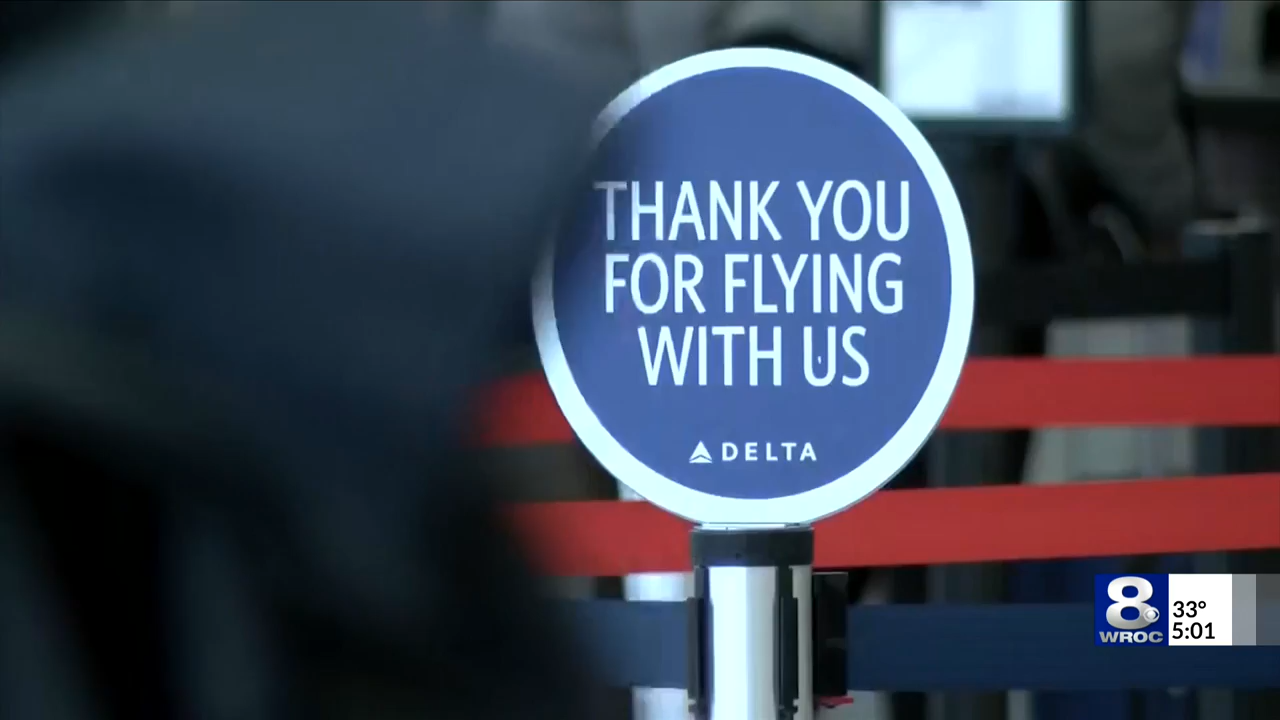 THANK YOU
FOR FLYING
WITH US
DELTA
8
WROC
33°
5:01